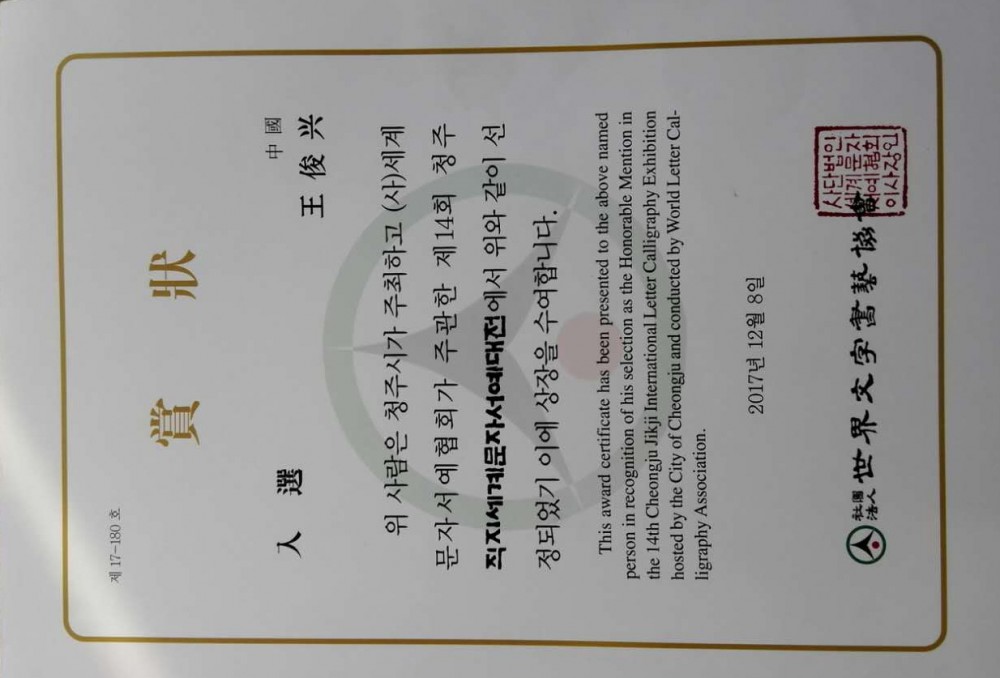 제 17-180 호
賞 狀
入 選
中 國
王 俊 兴
위 사람은 청주시가 주최하고 (사)세계
문자서예협회가 주관한 제14회 청주
직지세계문자서예대전에서 위와 같이 선
정되었기 이에 상장을 수여합니다.
This award certificate has been presented to the above named
person in recognition of his selection as the Honorable Mention in
the 14th Cheongju Jikji International Letter Calligraphy Exhibition
hosted by the City of Cheongju and conducted by World Letter Cal-
ligraphy Association.
2017년 12월 8일
社團
法人
世界文字書藝協會
사단법인
세계문자
서예협회
이사장인